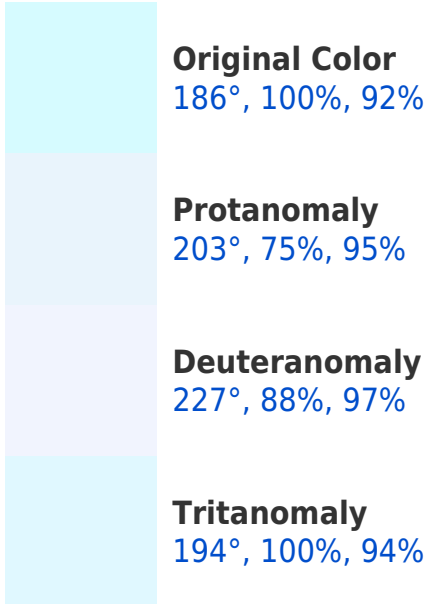 Original Color
186°, 100%, 92%
Protanomaly
203°, 75%, 95%
Deuteranomaly
227°, 88%, 97%
Tritanomaly
194°, 100%, 94%